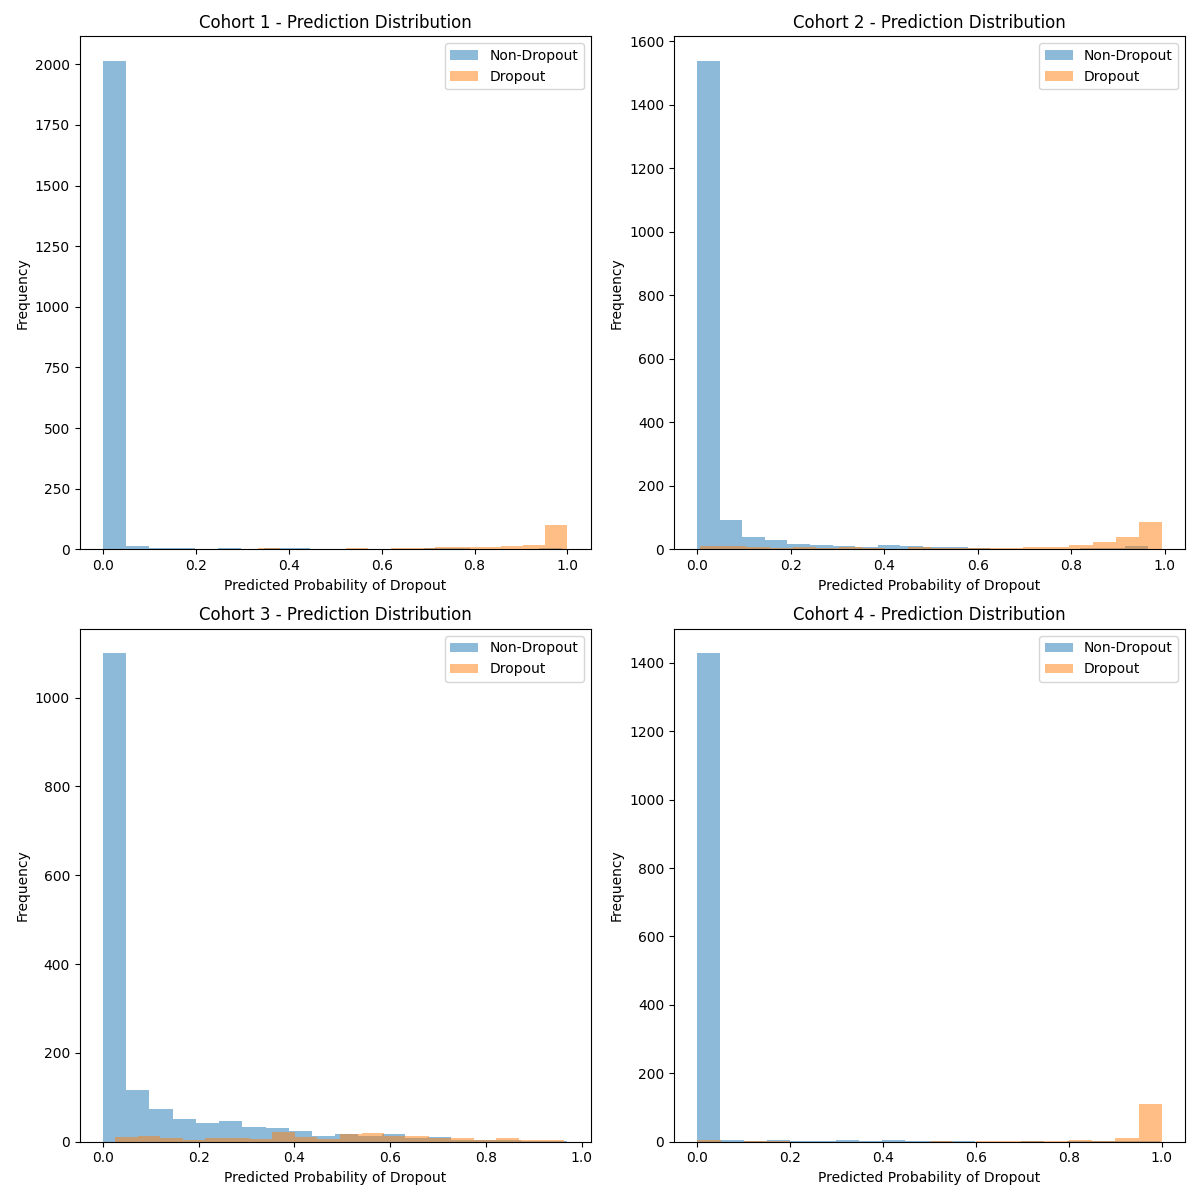 Cohort 1 - Prediction Distribution
Non-Dropout
Dropout
Frequency
2000
1750
1500
1250
1000
750
500
250
0
0.0 0.2 0.4 0.6 0.8 1.0
Predicted Probability of Dropout
Cohort 2 - Prediction Distribution
Non-Dropout
Dropout
Frequency
1600
1400
1200
1000
800
600
400
200
0
0.0 0.2 0.4 0.6 0.8 1.0
Predicted Probability of Dropout
Cohort 3 - Prediction Distribution
Non-Dropout
Dropout
Frequency
1000
800
600
400
200
0
0.0 0.2 0.4 0.6 0.8 1.0
Predicted Probability of Dropout
Cohort 4 - Prediction Distribution
Non-Dropout
Dropout
Frequency
1400
1200
1000
800
600
400
200
0
0.0 0.2 0.4 0.6 0.8 1.0
Predicted Probability of Dropout